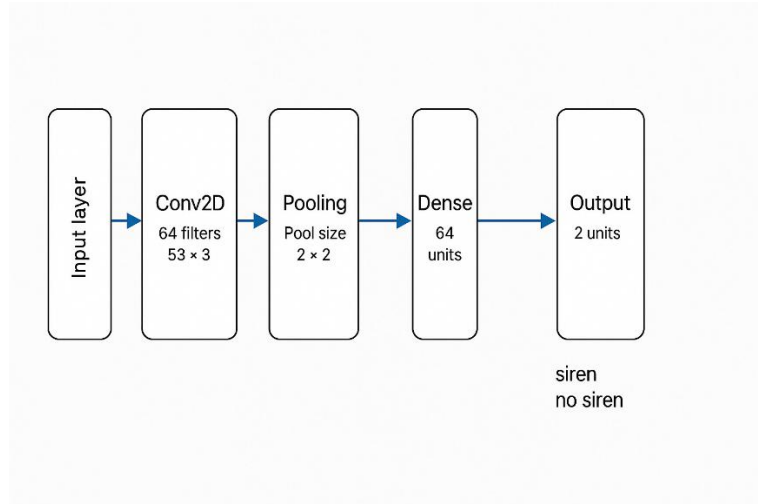 Input layer
Conv2D
64 filters
53 × 3
Pooling
Pool size
2 × 2
Dense
64
units
Output
2 units
siren
no siren